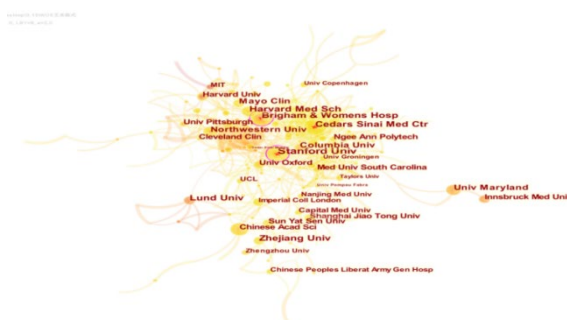 Univ Copenhagen
MIT
Harvard Univ
Mayo Clin
Harvard Med Sch
Brigham & Womens Hosp
Univ Pittsburgh
Cedars Sinai Med Ctr
Northwestern Univ
Cleveland Clin
Ngee Ann Polytech
Columbia Univ
Stanford Univ
Univ Groningen
Univ Oxford
Med Univ South Carolina
Taylors Univ
UCL
Univ Pompeu Fabra
Univ Maryland
Nanjing Med Univ
Lund Univ
Imperial Coll London
Innsbruck Med Uni
Capital Med Univ
Shanghai Jiao Tong Univ
Sun Yat Sen Univ
Chinese Acad Sci
Zhejiang Univ
Zhengzhou Univ
Chinese Peoples Liberat Army Gen Hosp